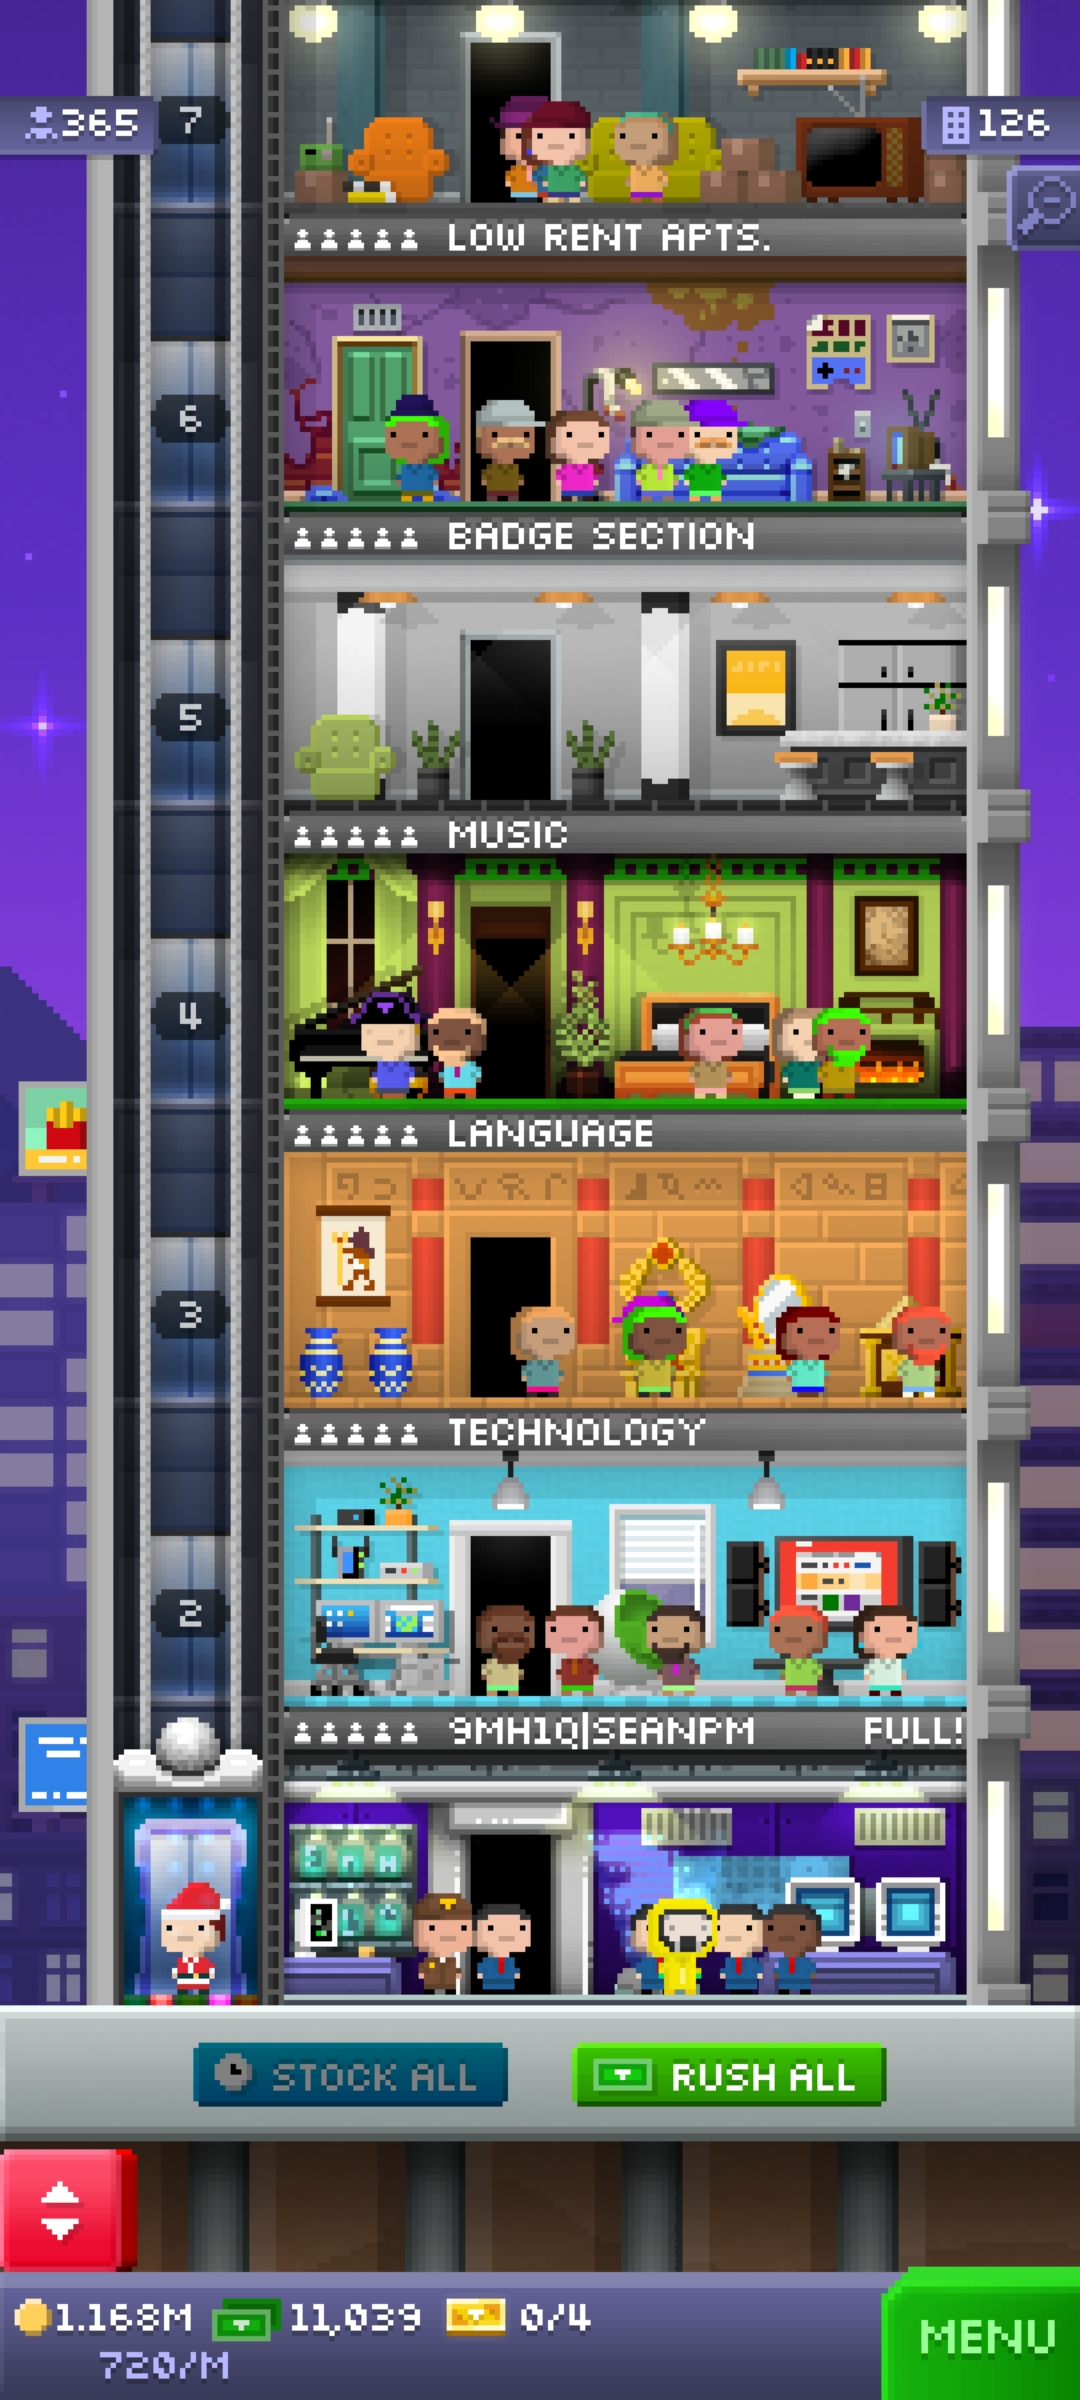 365
7
126
LOW RENT APTS.
6
BADGE SECTION
5
MUSIC
4
LANGUAGE
3
TECHNOLOGY
2
9MH1Q|SEANPM FULL!
STOCK ALL
RUSH ALL
1.168M 11,039 0/4
720/M
MENU